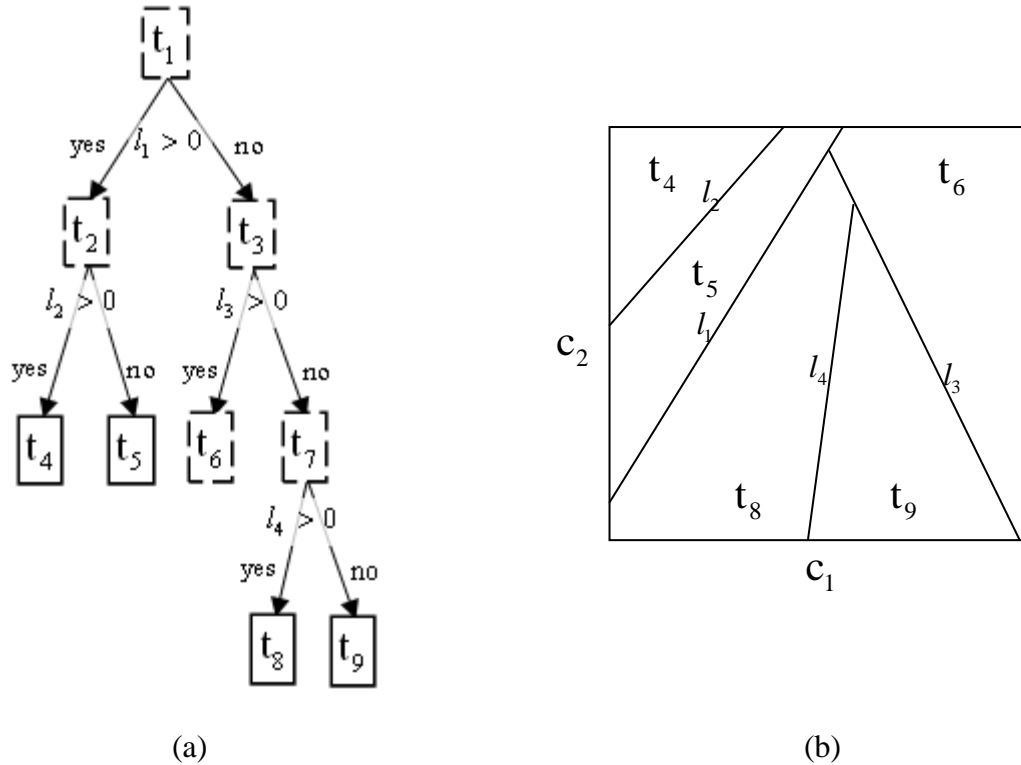 t₁
yes
l₁ > 0
no
t₂
t₃
l₂ > 0
l₃ > 0
yes
no
yes
no
t₄
t₅
t₆
t₇
l₄ > 0
yes
no
t₈
t₉
(a)
t₄
t₆
l₂
t₅
l₁
c₂
l₄
l₃
t₈
t₉
c₁
(b)